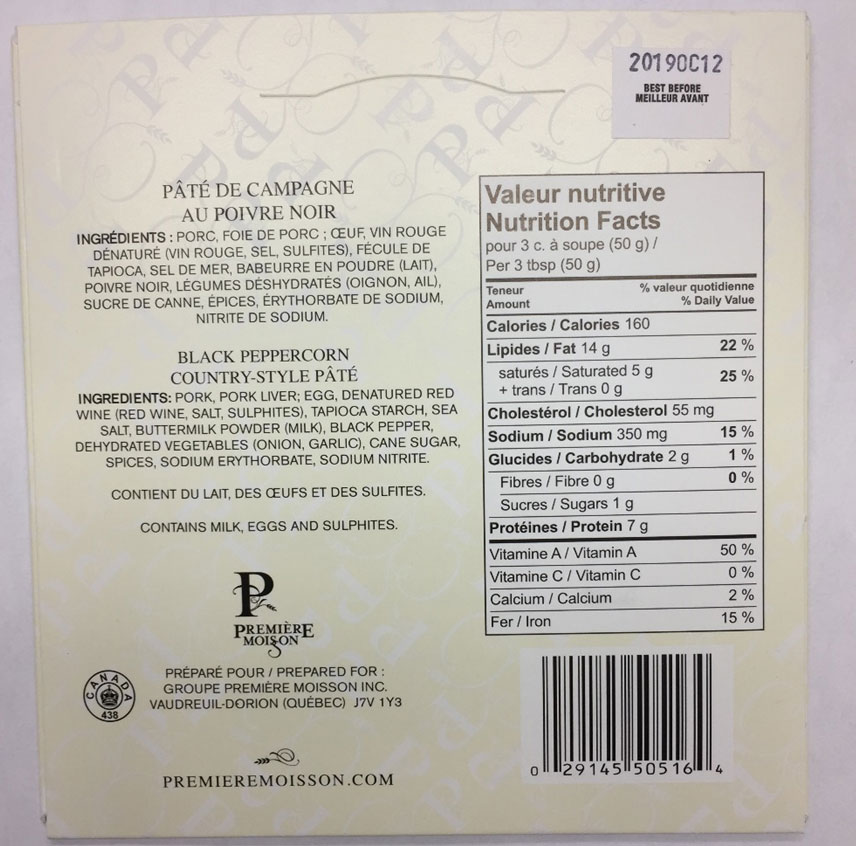 2019OC12
BEST BEFORE
MEILLEUR AVANT
PÂTÉ DE CAMPAGNE
AU POIVRE NOIR
INGRÉDIENTS : PORC, FOIE DE PORC ; ŒUF, VIN ROUGE
DÉNATURÉ (VIN ROUGE, SEL, SULFITES), FÉCULE DE
TAPIOCA, SEL DE MER, BABEURRE EN POUDRE (LAIT),
POIVRE NOIR, LÉGUMES DÉSHYDRATÉS (OIGNON, AIL),
SUCRE DE CANNE, ÉPICES, ÉRYTHORBATE DE SODIUM,
NITRITE DE SODIUM.
BLACK PEPPERCORN
COUNTRY-STYLE PÂTÉ
INGREDIENTS: PORK, PORK LIVER; EGG, DENATURED RED
WINE (RED WINE, SALT, SULPHITES), TAPIOCA STARCH, SEA
SALT, BUTTERMILK POWDER (MILK), BLACK PEPPER,
DEHYDRATED VEGETABLES (ONION, GARLIC), CANE SUGAR,
SPICES, SODIUM ERYTHORBATE, SODIUM NITRITE.
CONTIENT DU LAIT, DES ŒUFS ET DES SULFITES.
CONTAINS MILK, EGGS AND SULPHITES.
P
PREMIÈRE
MOISSON
CANADA
438
PRÉPARÉ POUR / PREPARED FOR :
GROUPE PREMIÈRE MOISSON INC.
VAUDREUIL-DORION (QUÉBEC) J7V 1Y3
PREMIEREMOISSON.COM
Valeur nutritive
Nutrition Facts
pour 3 c. à soupe (50 g) /
Per 3 tbsp (50 g)
Teneur % valeur quotidienne
Amount % Daily Value
Calories / Calories 160
Lipides / Fat 14 g 22 %
saturés / Saturated 5 g 25 %
+ trans / Trans 0 g
Cholestérol / Cholesterol 55 mg
Sodium / Sodium 350 mg 15 %
Glucides / Carbohydrate 2 g 1 %
Fibres / Fibre 0 g 0 %
Sucres / Sugars 1 g
Protéines / Protein 7 g
Vitamine A / Vitamin A 50 %
Vitamine C / Vitamin C 0 %
Calcium / Calcium 2 %
Fer / Iron 15 %
0 29145 50516 4